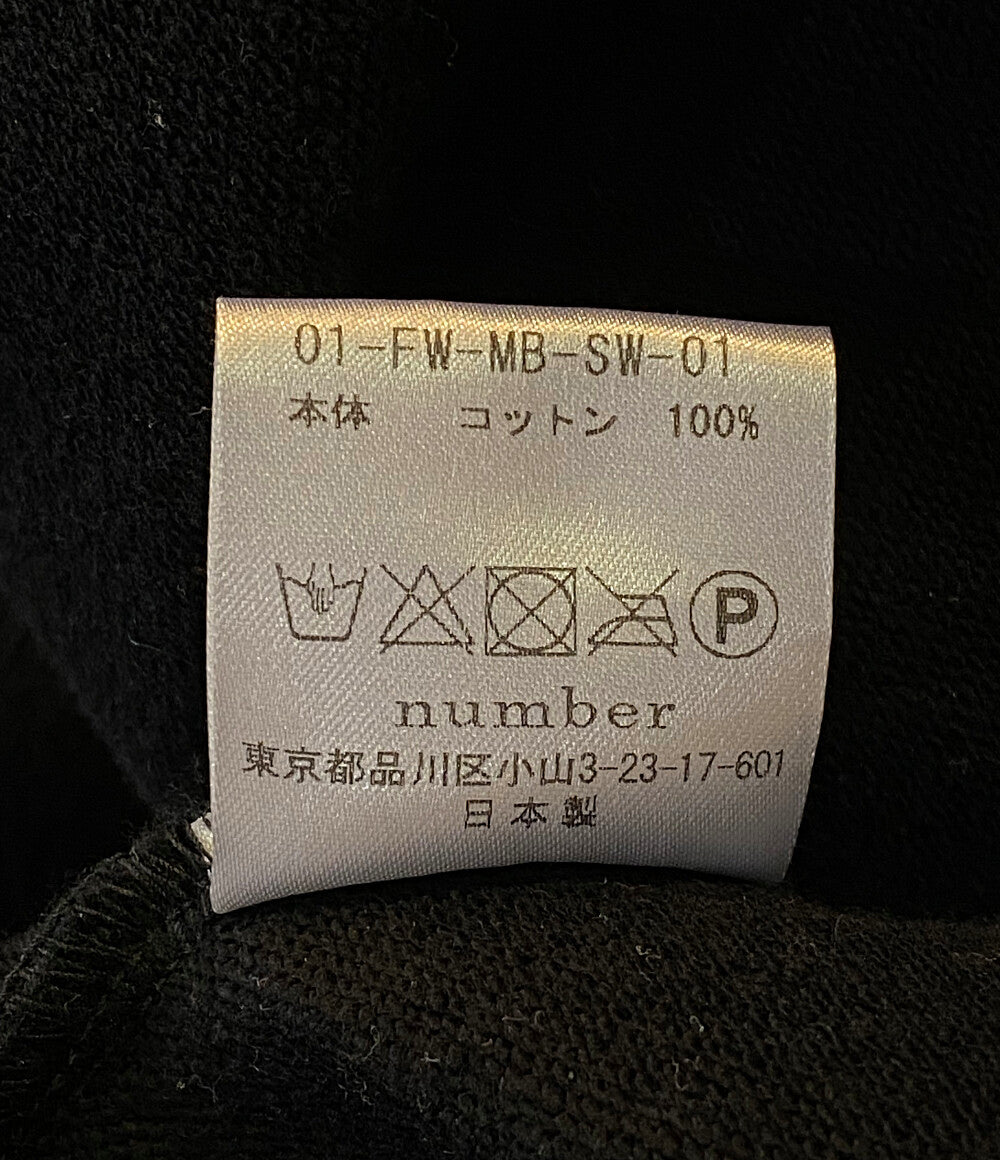 01-FW-MB-SW-01
本体 コットン 100%
P
number
東京都品川区小山3-23-17-601
日本製